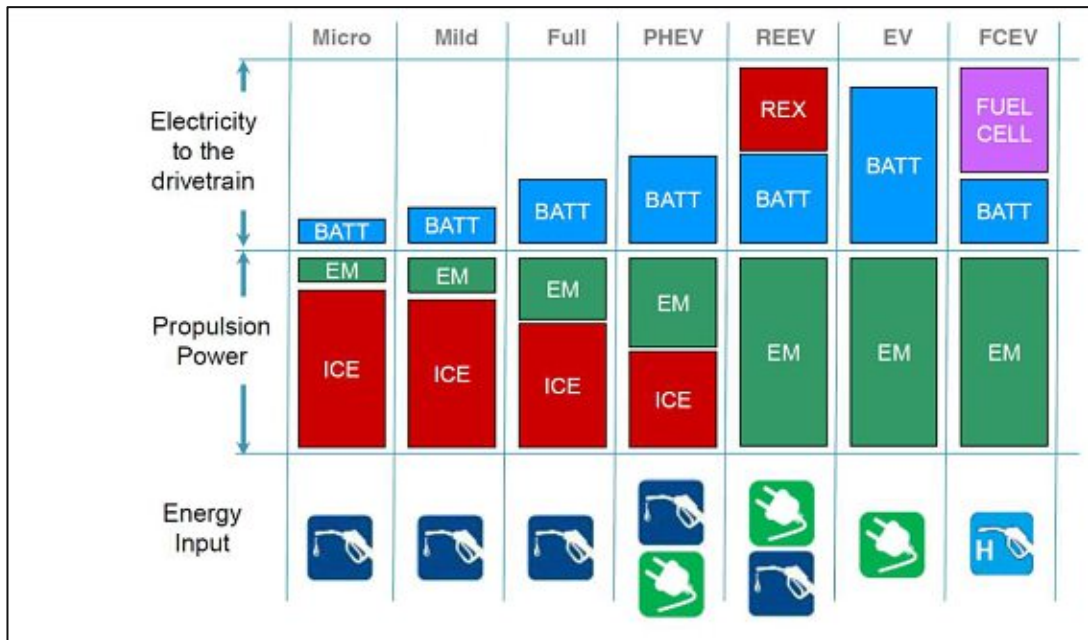 Micro Mild Full PHEV REEV EV FCEV
Electricity
to the
drivetrain
REX
FUEL
CELL
BATT
BATT
BATT
BATT
BATT
BATT
BATT
Propulsion
Power
EM
EM
EM
EM
EM
EM
EM
ICE
ICE
ICE
ICE
Energy
Input
H